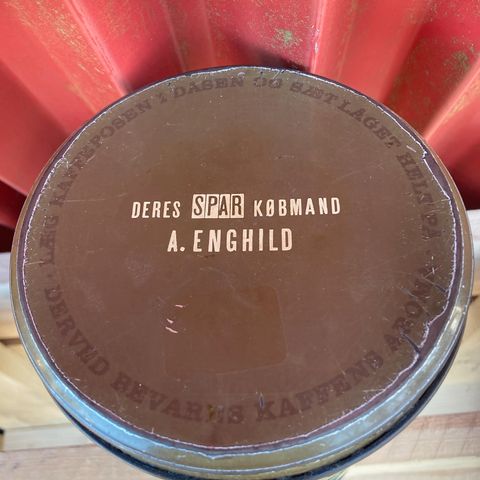 DERES SPAR KØBMAND
A. ENGHILD
LÆG KAFFEPOSEN I DÅSEN OG SÆT LÅGET HELT PÅ
· DERVED BEVARES KAFFENS AROMA ·